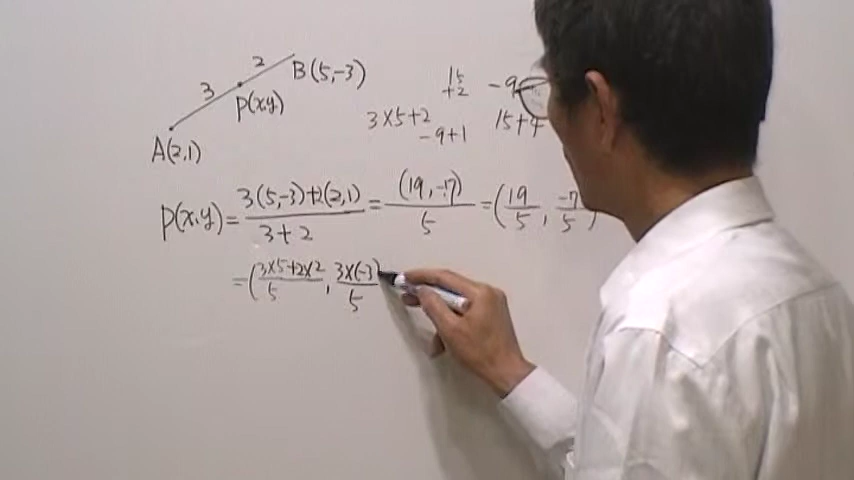 2
3
B(5,-3)
P(x,y)
A(2,1)
15
+2
-9
3×5+2
-9+1
15+4
P(x,y)= 3(5,-3)+2(2,1) / 3+2 = (19,-7) / 5 = (19/5, -7/5)
=(3×5+2×2 / 5, 3×(-3) / 5